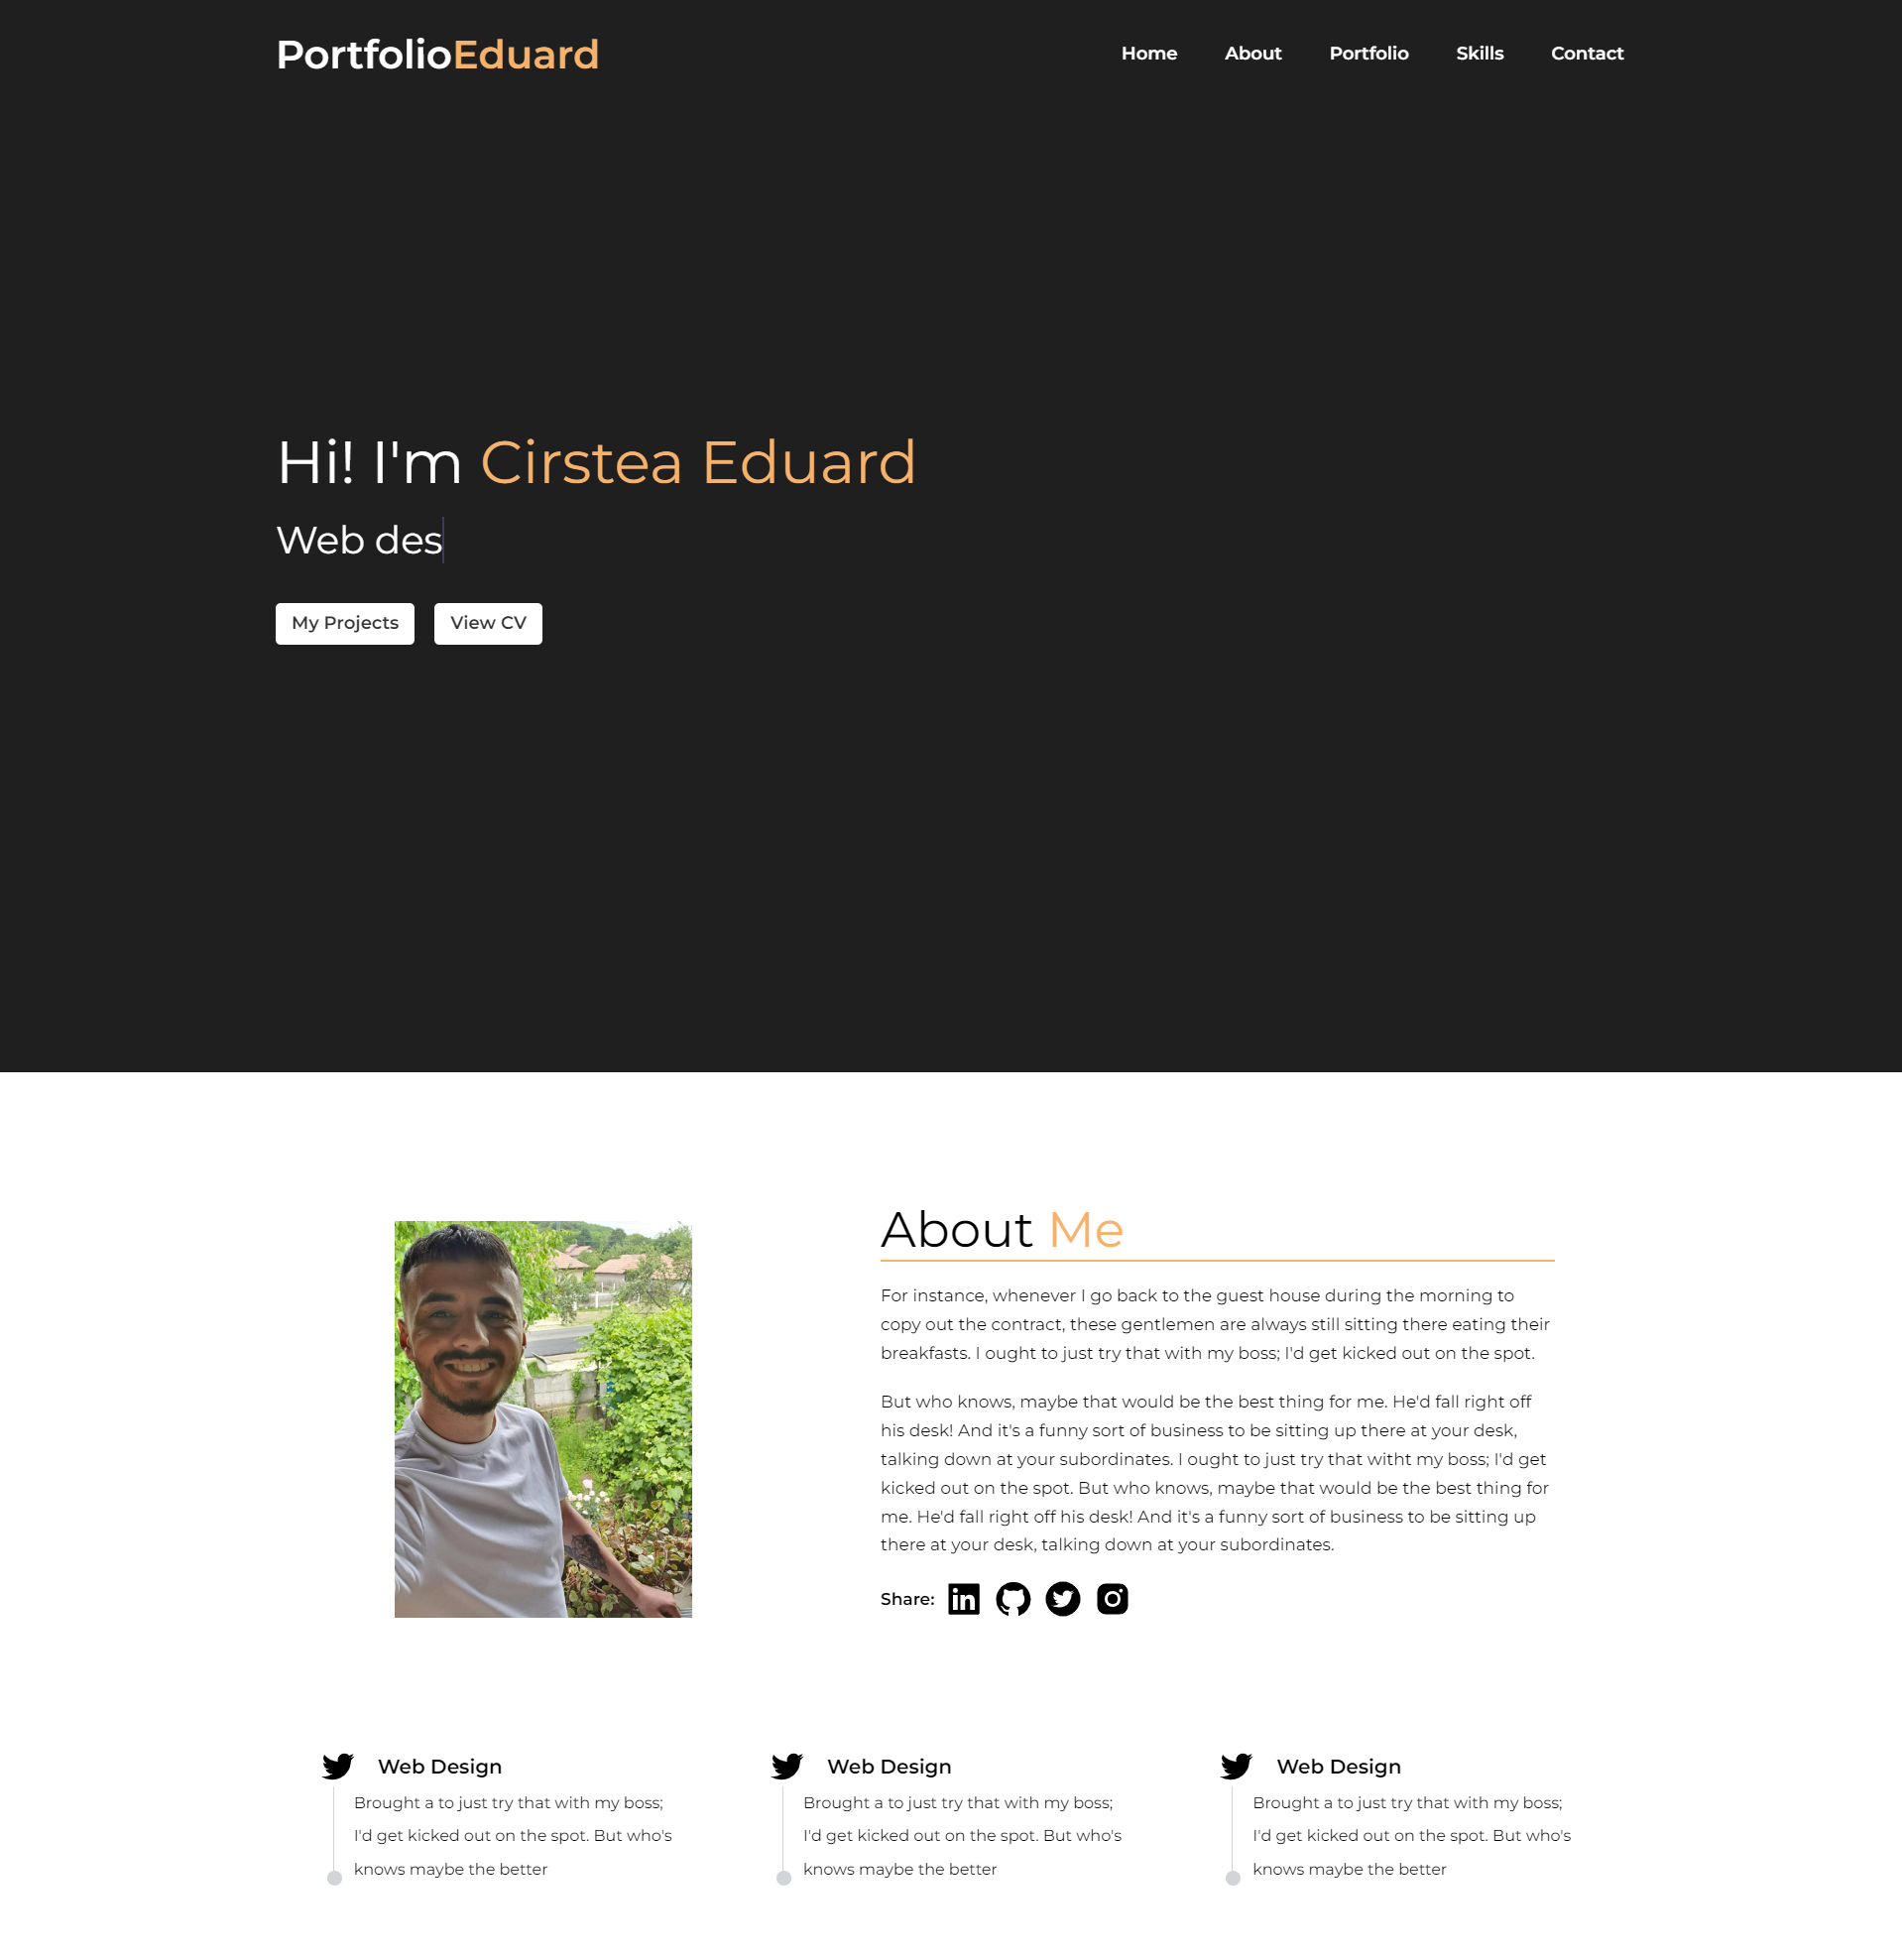 PortfolioEduard
Home About Portfolio Skills Contact
Hi! I'm Cirstea Eduard
Web des
My Projects View CV
About Me
For instance, whenever I go back to the guest house during the morning to
copy out the contract, these gentlemen are always still sitting there eating their
breakfasts. I ought to just try that with my boss; I'd get kicked out on the spot.
But who knows, maybe that would be the best thing for me. He'd fall right off
his desk! And it's a funny sort of business to be sitting up there at your desk,
talking down at your subordinates. I ought to just try that witht my boss; I'd get
kicked out on the spot. But who knows, maybe that would be the best thing for
me. He'd fall right off his desk! And it's a funny sort of business to be sitting up
there at your desk, talking down at your subordinates.
Share:
Web Design
Brought a to just try that with my boss;
I'd get kicked out on the spot. But who's
knows maybe the better
Web Design
Brought a to just try that with my boss;
I'd get kicked out on the spot. But who's
knows maybe the better
Web Design
Brought a to just try that with my boss;
I'd get kicked out on the spot. But who's
knows maybe the better